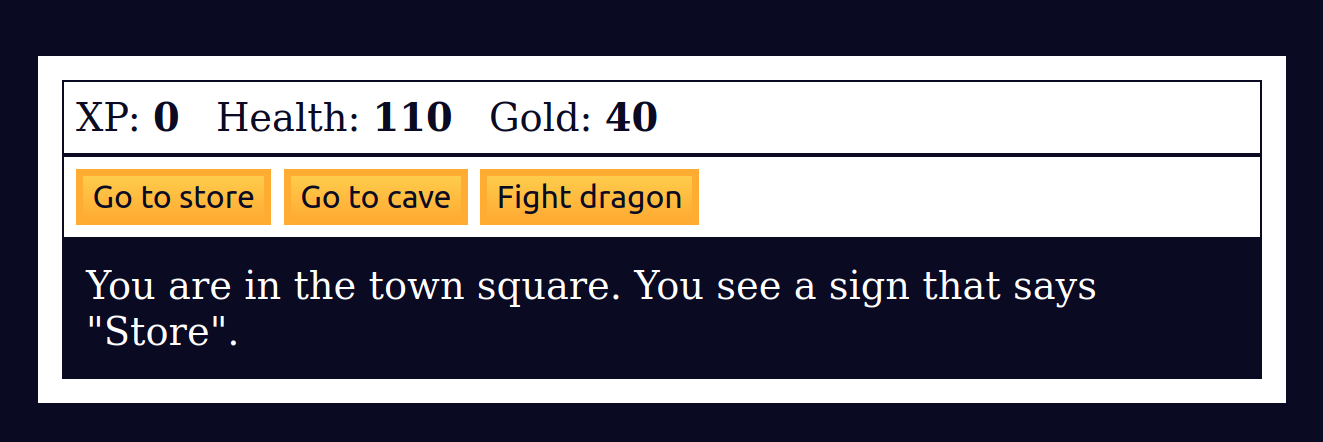 XP: 0 Health: 110 Gold: 40
Go to store Go to cave Fight dragon
You are in the town square. You see a sign that says
"Store".